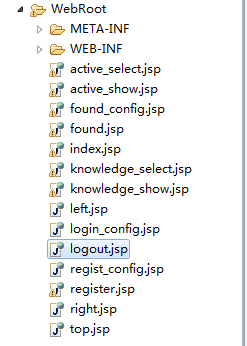 WebRoot
META-INF
WEB-INF
active_select.jsp
active_show.jsp
found_config.jsp
found.jsp
index.jsp
knowledge_select.jsp
knowledge_show.jsp
left.jsp
login_config.jsp
logout.jsp
regist_config.jsp
register.jsp
right.jsp
top.jsp